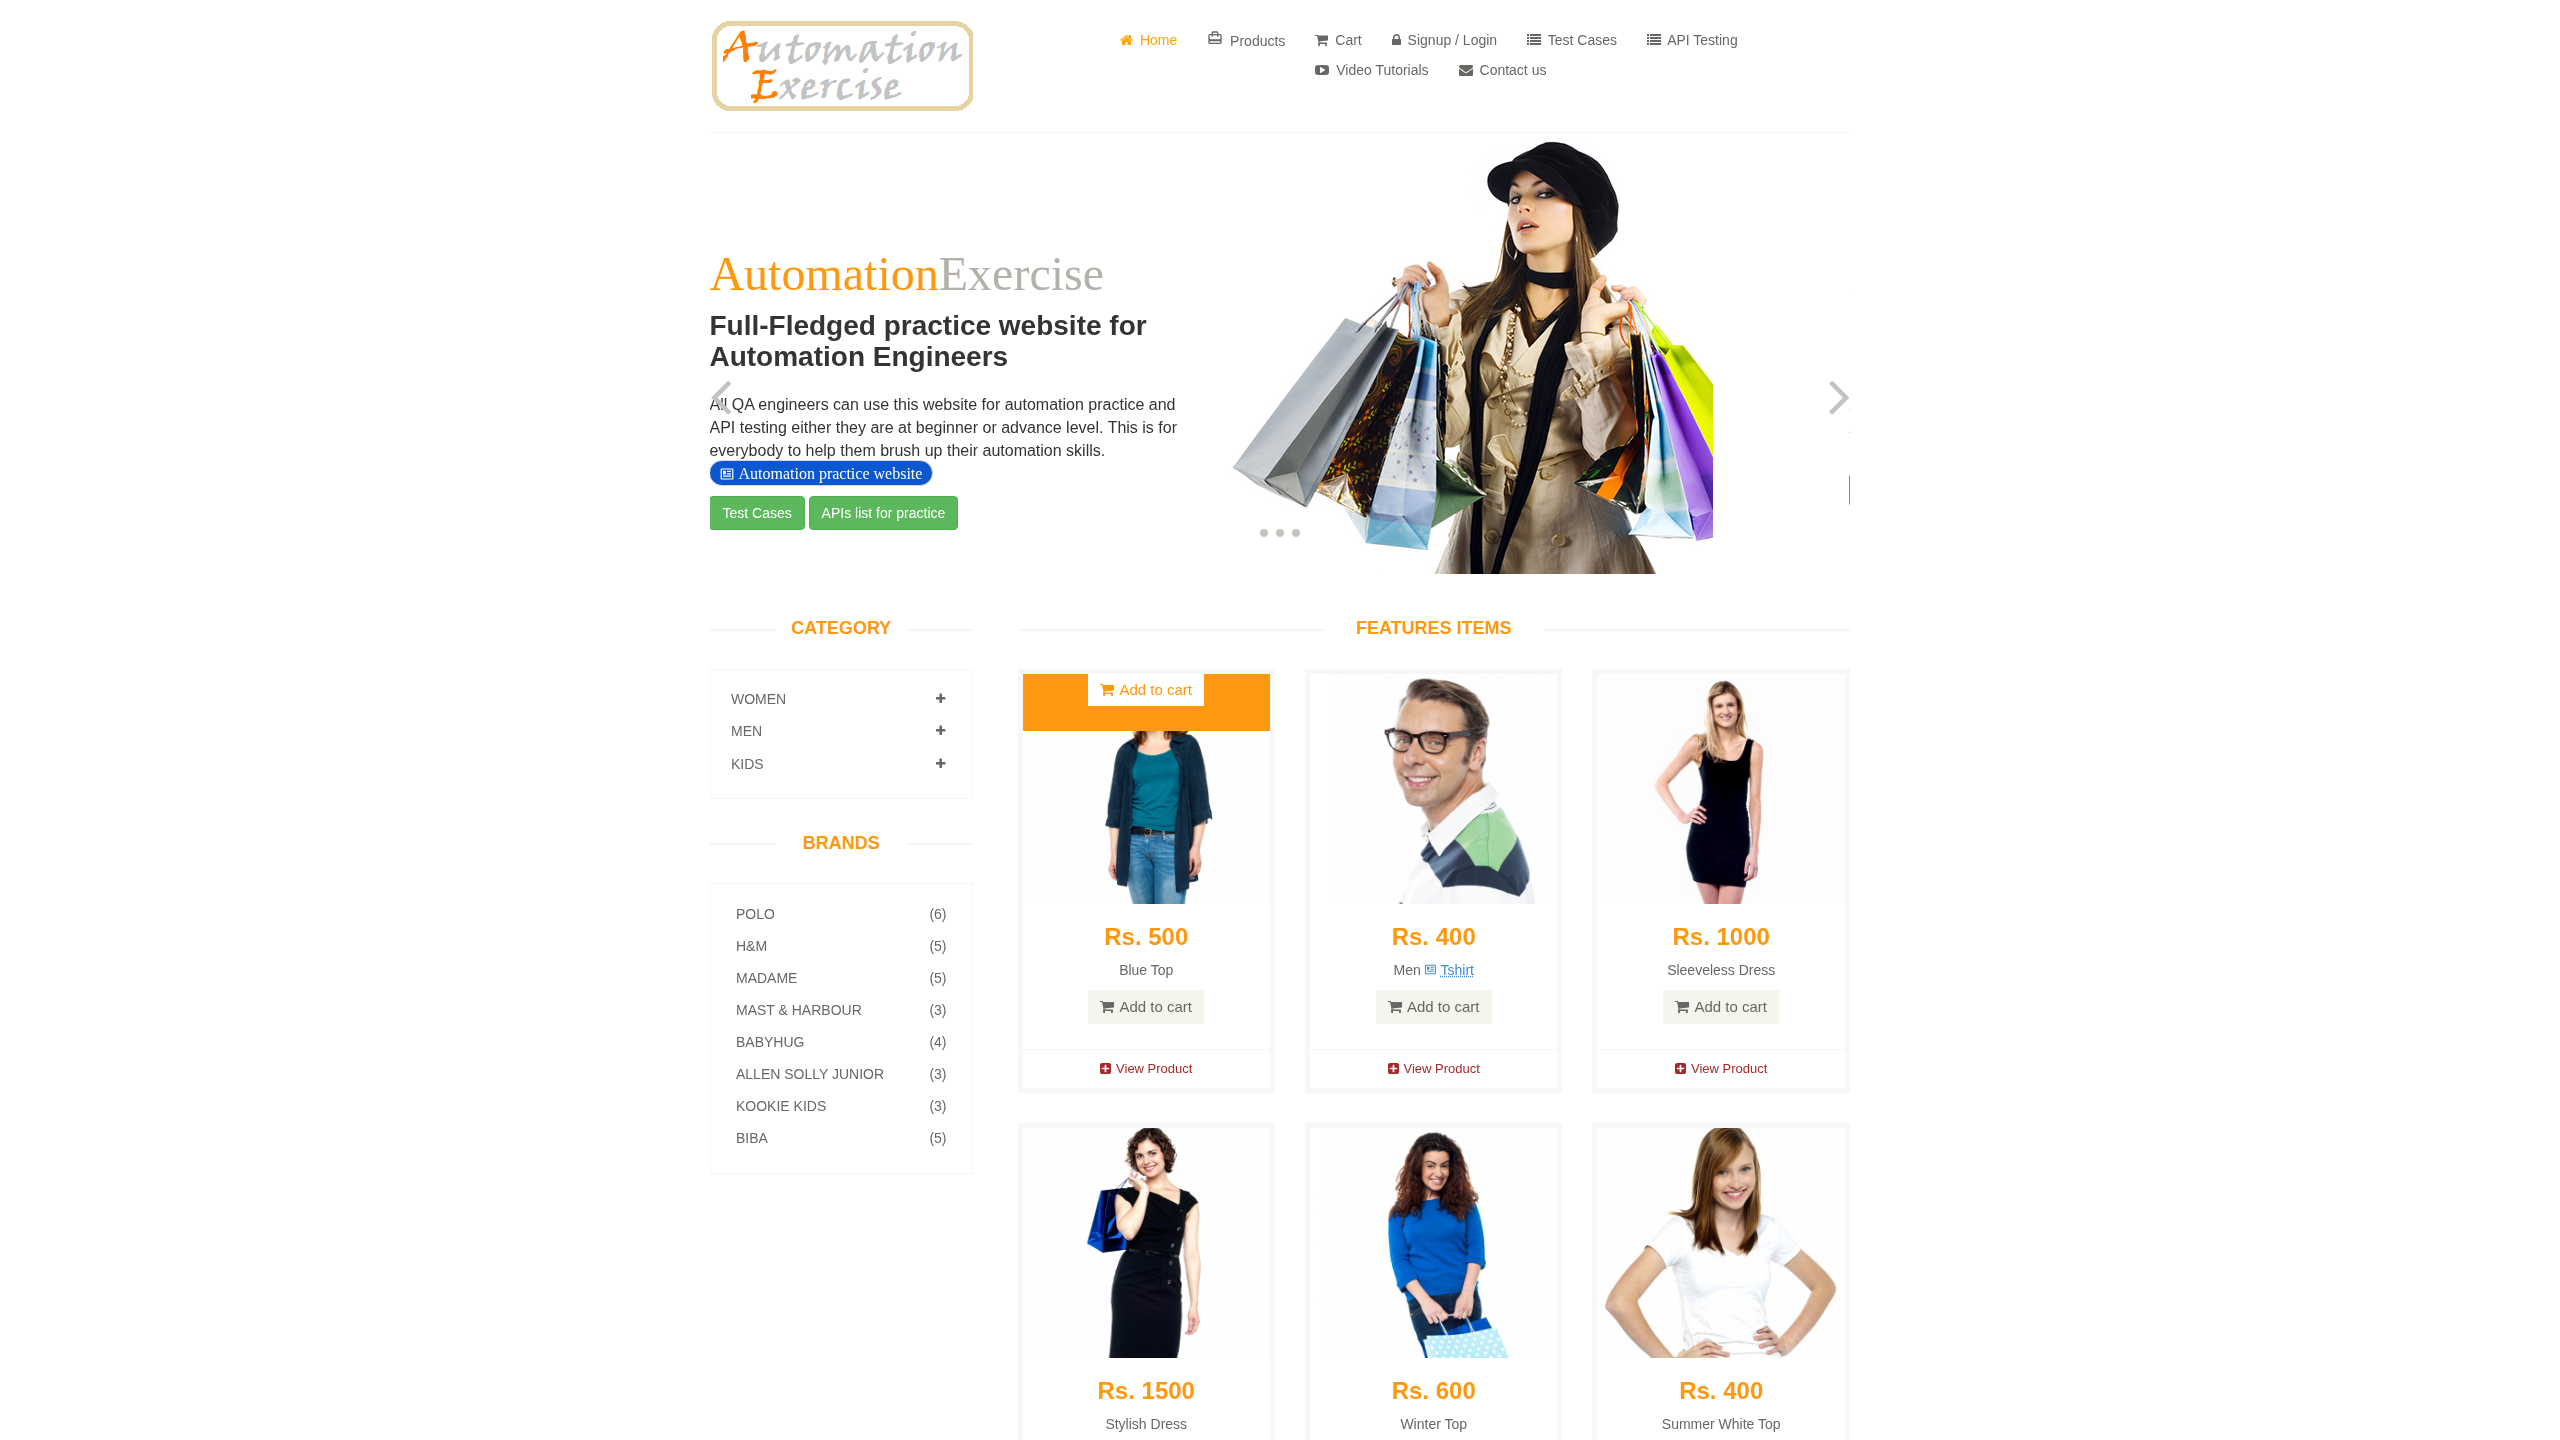 Automation
Exercise
Home
Products
Cart
Signup / Login
Test Cases
API Testing
Video Tutorials
Contact us
AutomationExercise
Full-Fledged practice website for
Automation Engineers
All QA engineers can use this website for automation practice and
API testing either they are at beginner or advance level. This is for
everybody to help them brush up their automation skills.
Automation practice website
Test Cases
APIs list for practice
CATEGORY
WOMEN
MEN
KIDS
BRANDS
POLO (6)
H&M (5)
MADAME (5)
MAST & HARBOUR (3)
BABYHUG (4)
ALLEN SOLLY JUNIOR (3)
KOOKIE KIDS (3)
BIBA (5)
FEATURES ITEMS
Add to cart
Rs. 500
Blue Top
Add to cart
View Product
Rs. 400
Men Tshirt
Add to cart
View Product
Rs. 1000
Sleeveless Dress
Add to cart
View Product
Rs. 1500
Stylish Dress
Rs. 600
Winter Top
Rs. 400
Summer White Top